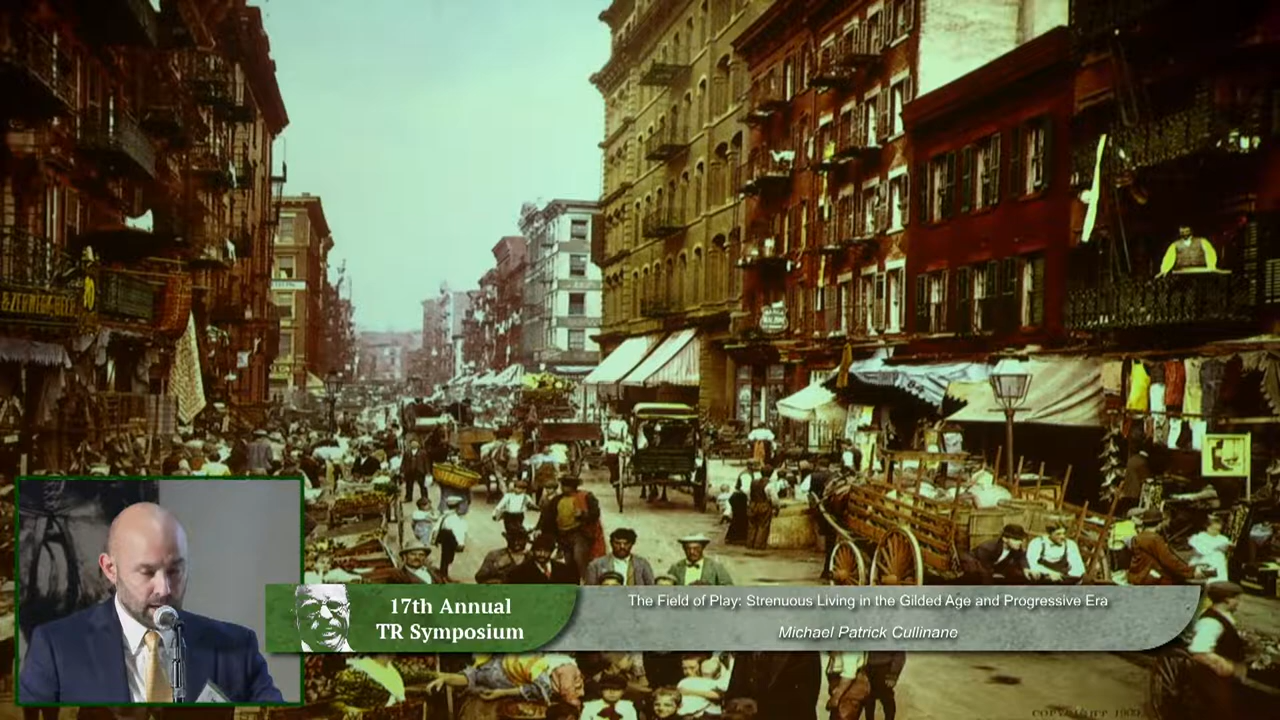 17th Annual
TR Symposium
The Field of Play: Strenuous Living in the Gilded Age and Progressive Era
Michael Patrick Cullinane